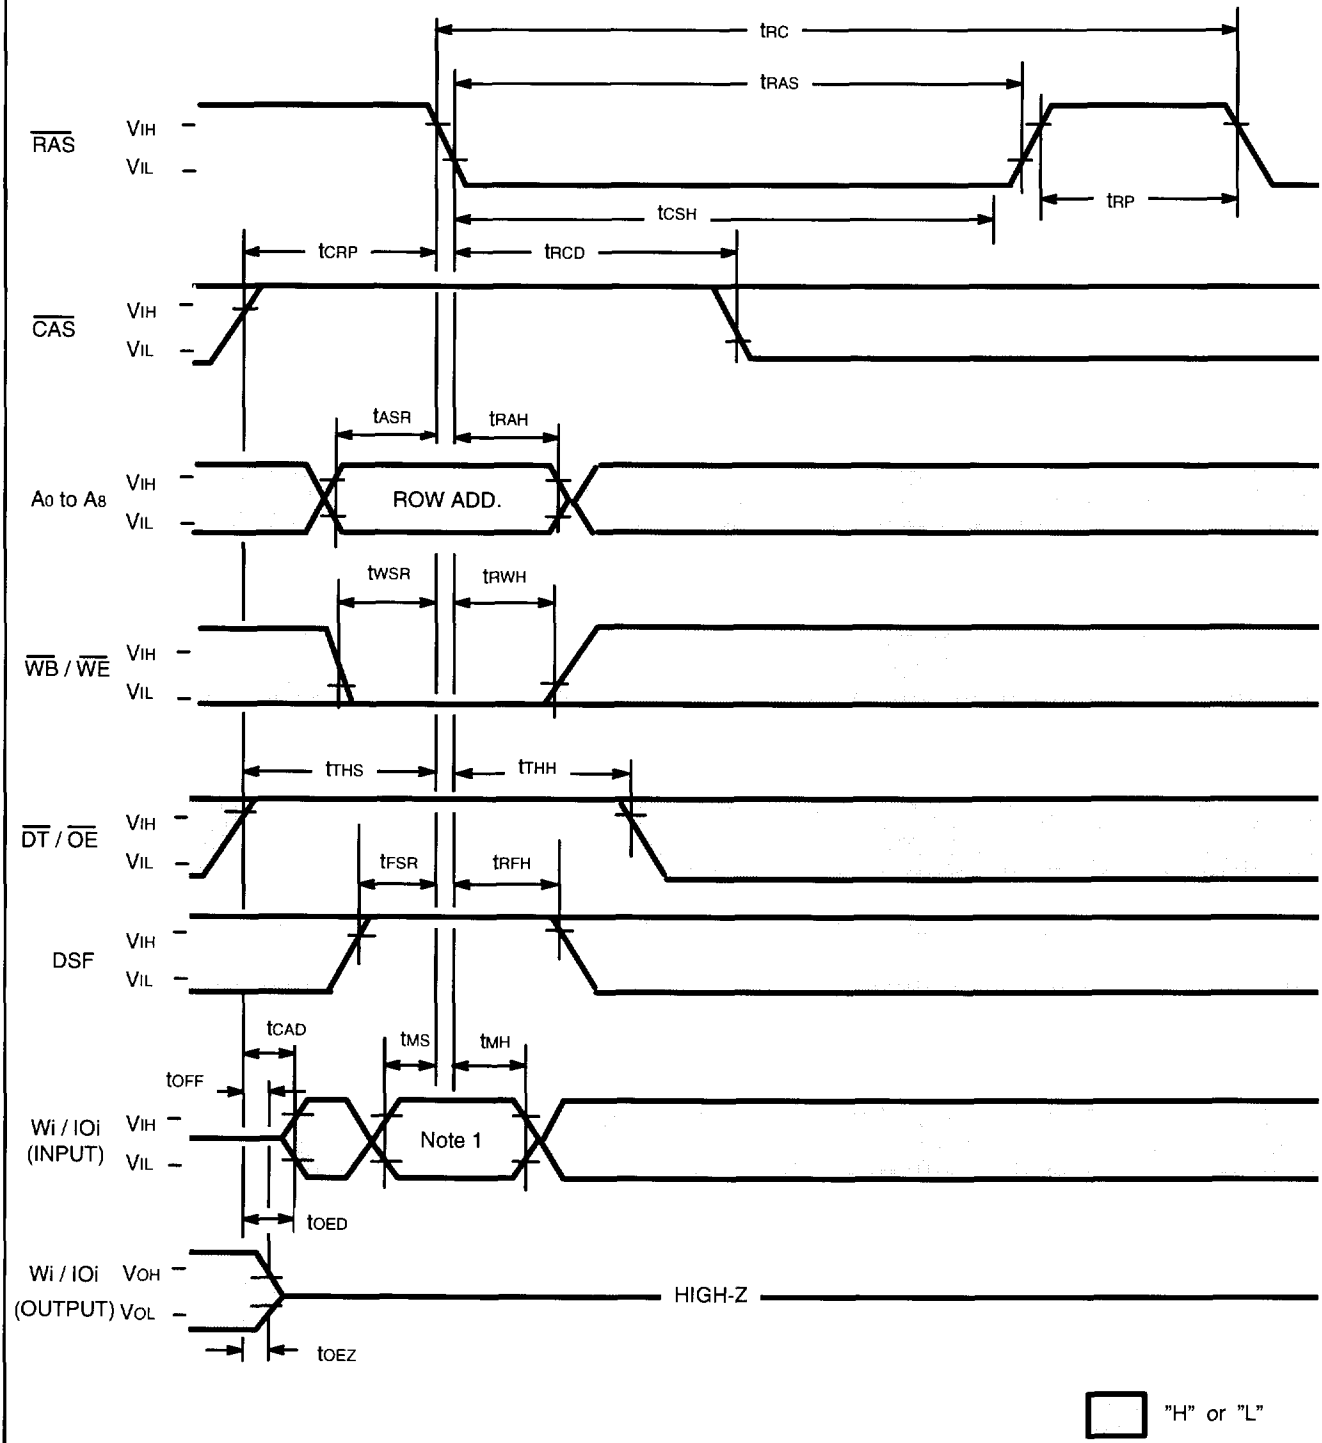 tRC
tRAS
RAS VIH
VIL
tRP
tCSH
tCRP tRCD
CAS VIH
VIL
tASR tRAH
A0 to A8 VIH
VIL
ROW ADD.
tWSR tRWH
WB / WE VIH
VIL
tTHS tTHH
DT / OE VIH
VIL
tFSR tRFH
DSF VIH
VIL
tCAD tMS tMH
tOFF
Wi / IOi VIH
(INPUT) VIL
Note 1
tOED
Wi / IOi VOH
(OUTPUT) VOL
HIGH-Z
tOEZ
"H" or "L"